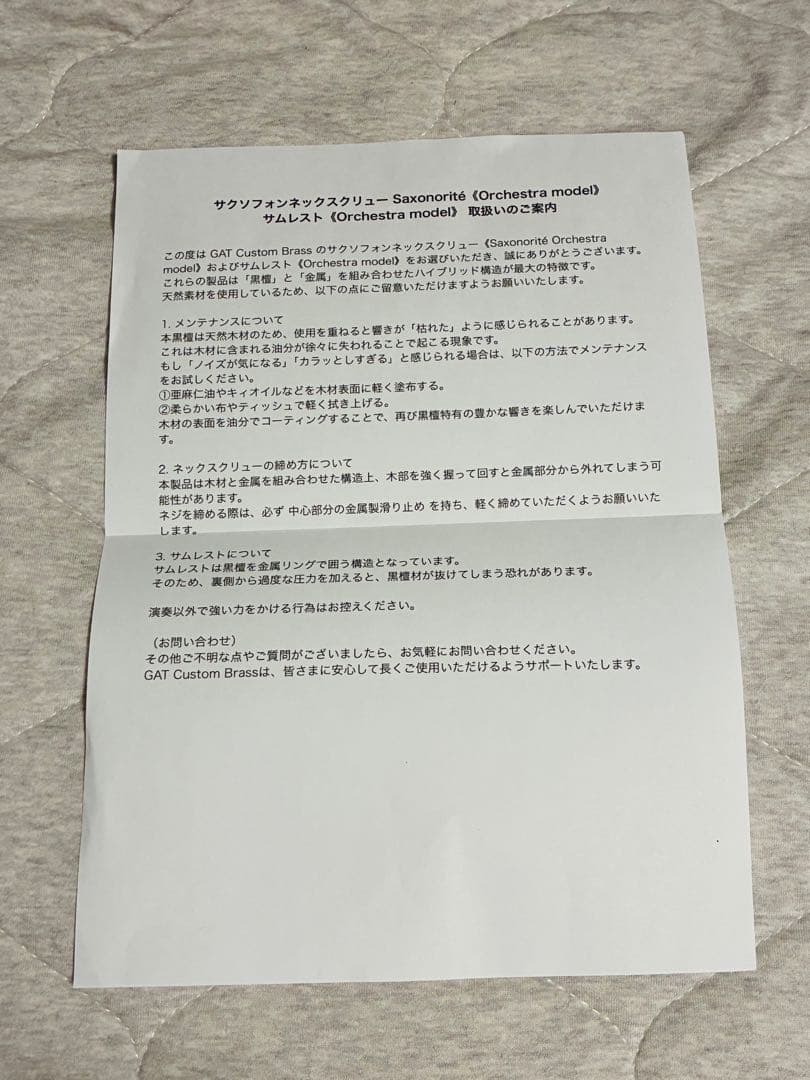 サクソフォンネックスクリュー Saxonorité《Orchestra model》
サムレスト《Orchestra model》 取扱いのご案内
この度は GAT Custom Brass のサクソフォンネックスクリュー《Saxonorité Orchestra
model》およびサムレスト《Orchestra model》をお選びいただき、誠にありがとうございます。
これらの製品は「黒檀」と「金属」を組み合わせたハイブリッド構造が最大の特徴です。
天然素材を使用しているため、以下の点にご留意いただけますようお願いいたします。
1. メンテナンスについて
本黒檀は天然木材のため、使用を重ねると響きが「枯れた」ように感じられることがあります。
これは木材に含まれる油分が徐々に失われることで起こる現象です。
もし「ノイズが気になる」「カラッとしすぎる」と感じられる場合は、以下の方法でメンテナンス
をお試しください。
①亜麻仁油やキィオイルなどを木材表面に軽く塗布する。
②柔らかい布やティッシュで軽く拭き上げる。
木材の表面を油分でコーティングすることで、再び黒檀特有の豊かな響きを楽しんでいただけま
す。
2. ネックスクリューの締め方について
本製品は木材と金属を組み合わせた構造上、木部を強く握って回すと金属部分から外れてしまう可
能性があります。
ネジを締める際は、必ず 中心部分の金属製滑り止め を持ち、軽く締めていただくようお願いいた
します。
3. サムレストについて
サムレストは黒檀を金属リングで囲う構造となっています。
そのため、裏側から過度な圧力を加えると、黒檀材が抜けてしまう恐れがあります。
演奏以外で強い力をかける行為はお控えください。
（お問い合わせ）
その他ご不明な点やご質問がございましたら、お気軽にお問い合わせください。
GAT Custom Brassは、皆さまに安心して長くご使用いただけるようサポートいたします。